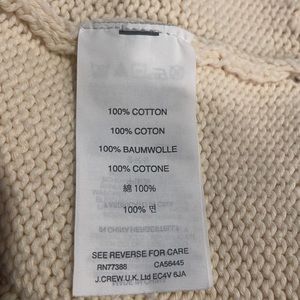 100% COTTON
100% COTON
100% BAUMWOLLE
100% COTONE
綿 100%
100% 면
SEE REVERSE FOR CARE
RN77388 CA56445
J.CREW U.K. Ltd EC4V 6JA